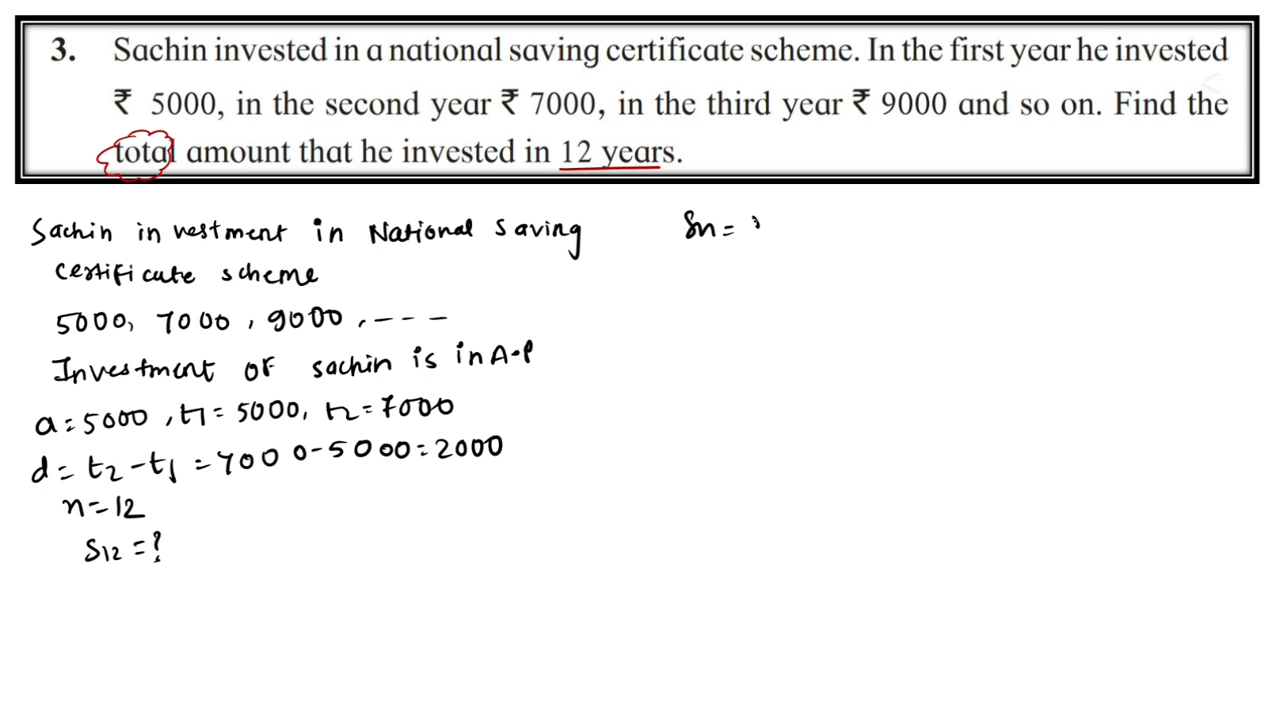 3. Sachin invested in a national saving certificate scheme. In the first year he invested
₹ 5000, in the second year ₹ 7000, in the third year ₹ 9000 and so on. Find the
total amount that he invested in 12 years.
Sachin investment in National Saving
certificate scheme
5000, 7000, 9000, ----
Investment of sachin is in A.P
a = 5000, t1 = 5000, t2 = 7000
d = t2 - t1 = 7000 - 5000 = 2000
n = 12
S12 = ?
Sn =